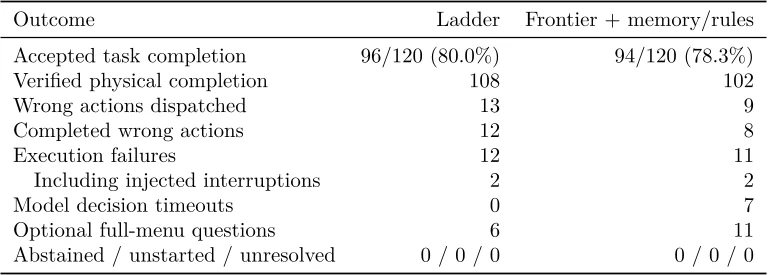 Outcome Ladder Frontier + memory/rules
Accepted task completion 96/120 (80.0%) 94/120 (78.3%)
Verified physical completion 108 102
Wrong actions dispatched 13 9
Completed wrong actions 12 8
Execution failures 12 11
Including injected interruptions 2 2
Model decision timeouts 0 7
Optional full-menu questions 6 11
Abstained / unstarted / unresolved 0 / 0 / 0 0 / 0 / 0